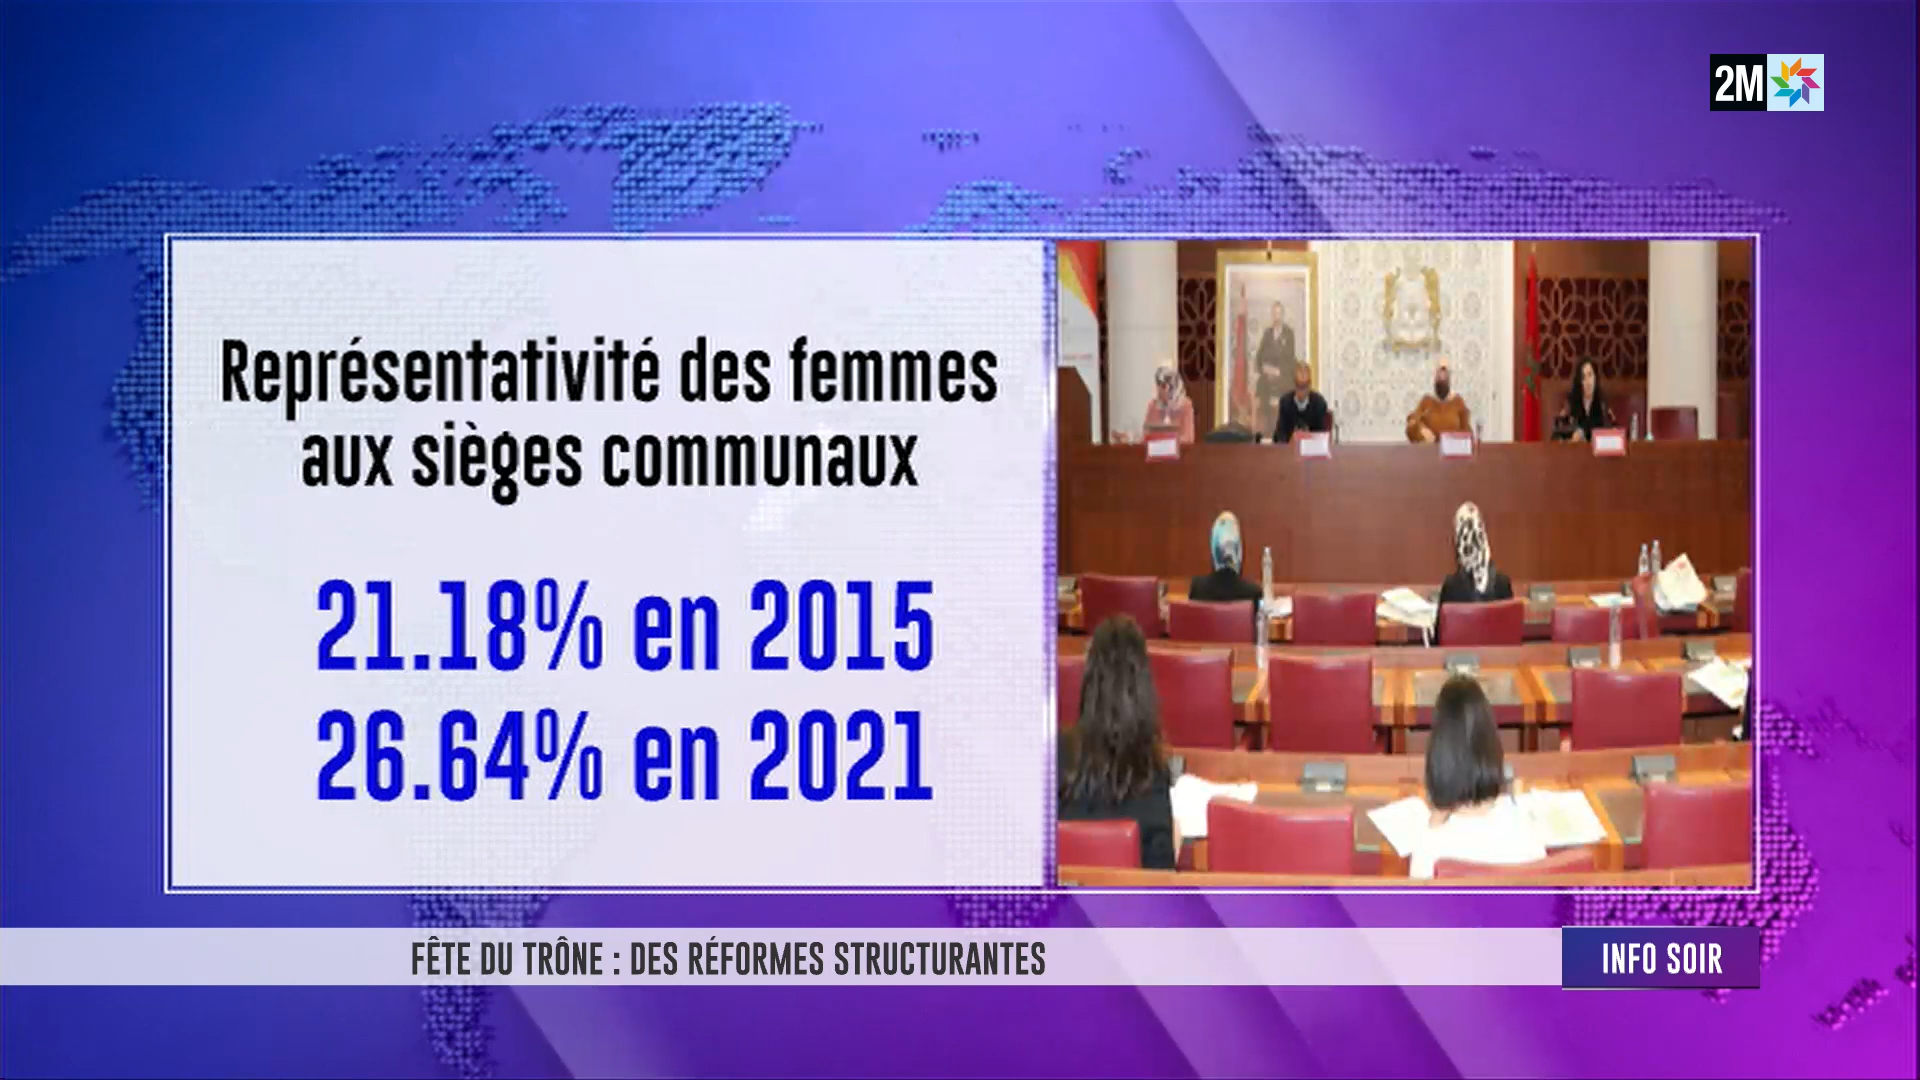 2M
Représentativité des femmes
aux sièges communaux
21.18% en 2015
26.64% en 2021
FÊTE DU TRÔNE : DES RÉFORMES STRUCTURANTES
INFO SOIR